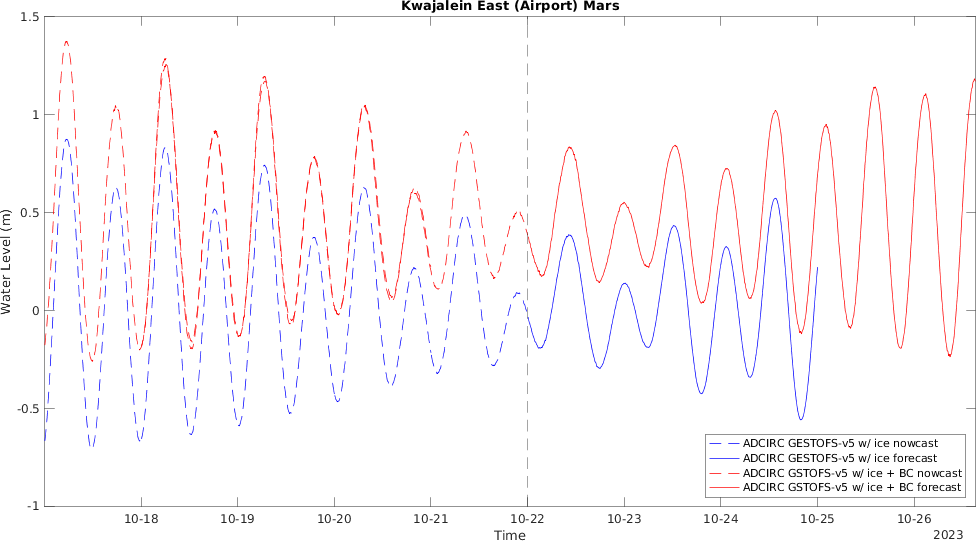 Kwajalein East (Airport) Mars
Water Level (m)
1.5
1
0.5
0
-0.5
-1
ADCIRC GESTOFS-v5 w/ ice nowcast
ADCIRC GESTOFS-v5 w/ ice forecast
ADCIRC GSTOFS-v5 w/ ice + BC nowcast
ADCIRC GSTOFS-v5 w/ ice + BC forecast
10-18 10-19 10-20 10-21 10-22 10-23 10-24 10-25 10-26
Time
2023